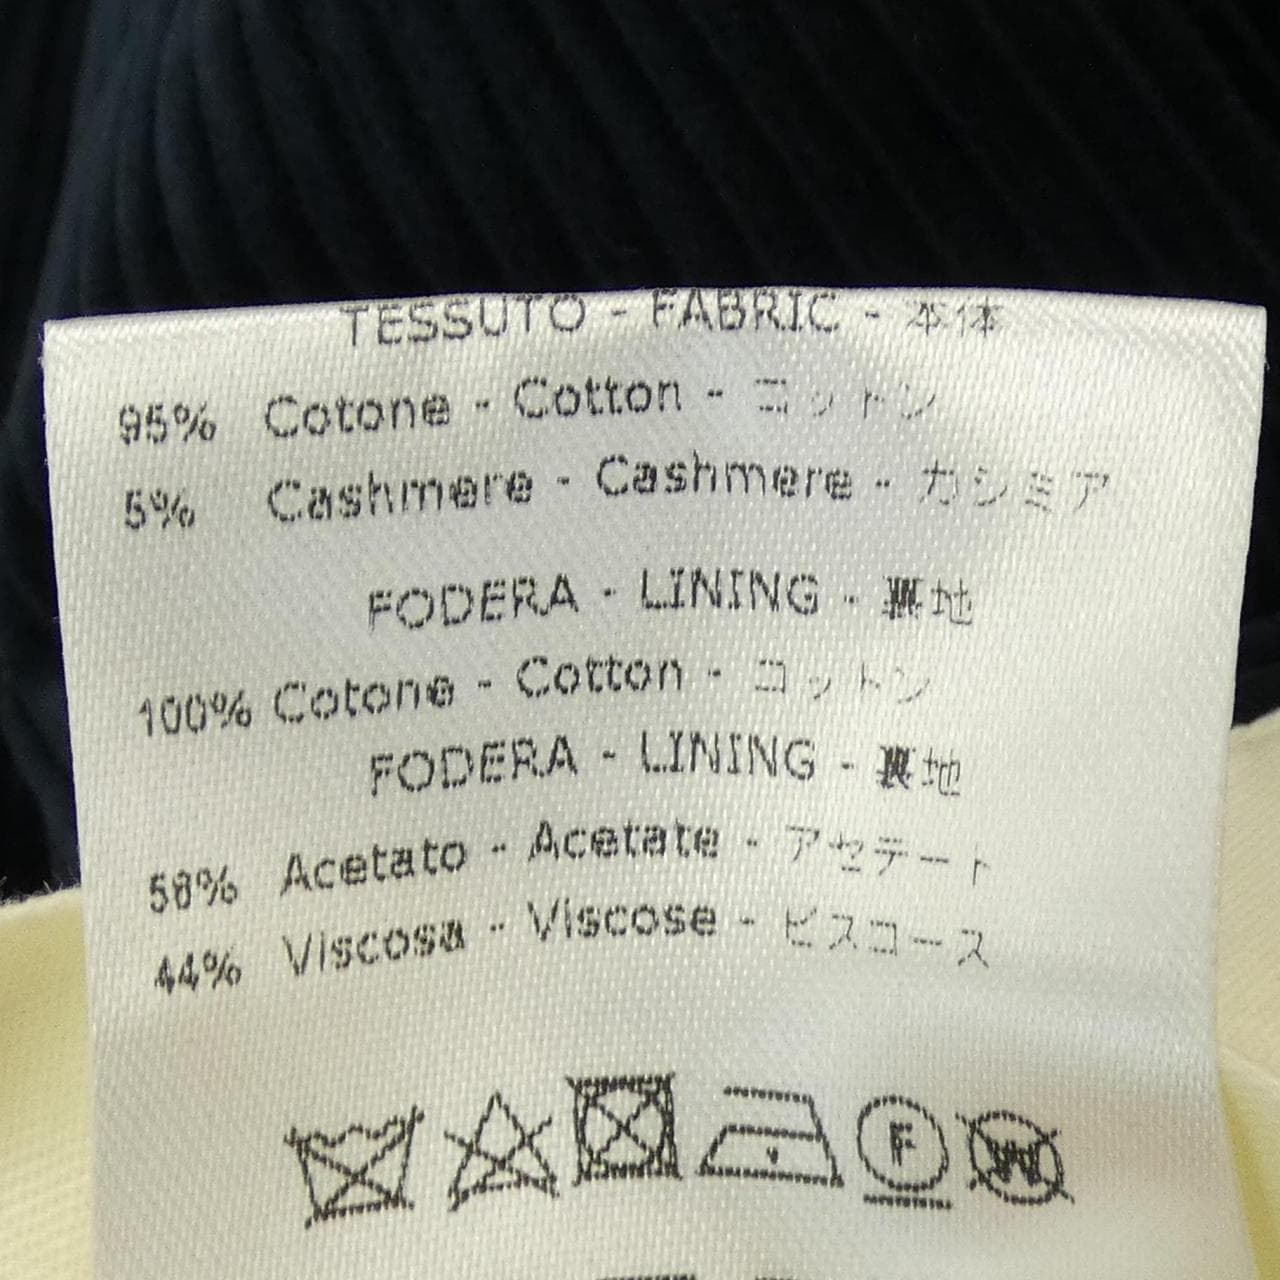 TESSUTO - FABRIC - 本体
95% Cotone - Cotton - コットン
5% Cashmere - Cashmere - カシミア
FODERA - LINING - 裏地
100% Cotone - Cotton - コットン
FODERA - LINING - 裏地
56% Acetato - Acetate - アセテート
44% Viscosa - Viscose - ビスコース
F
W